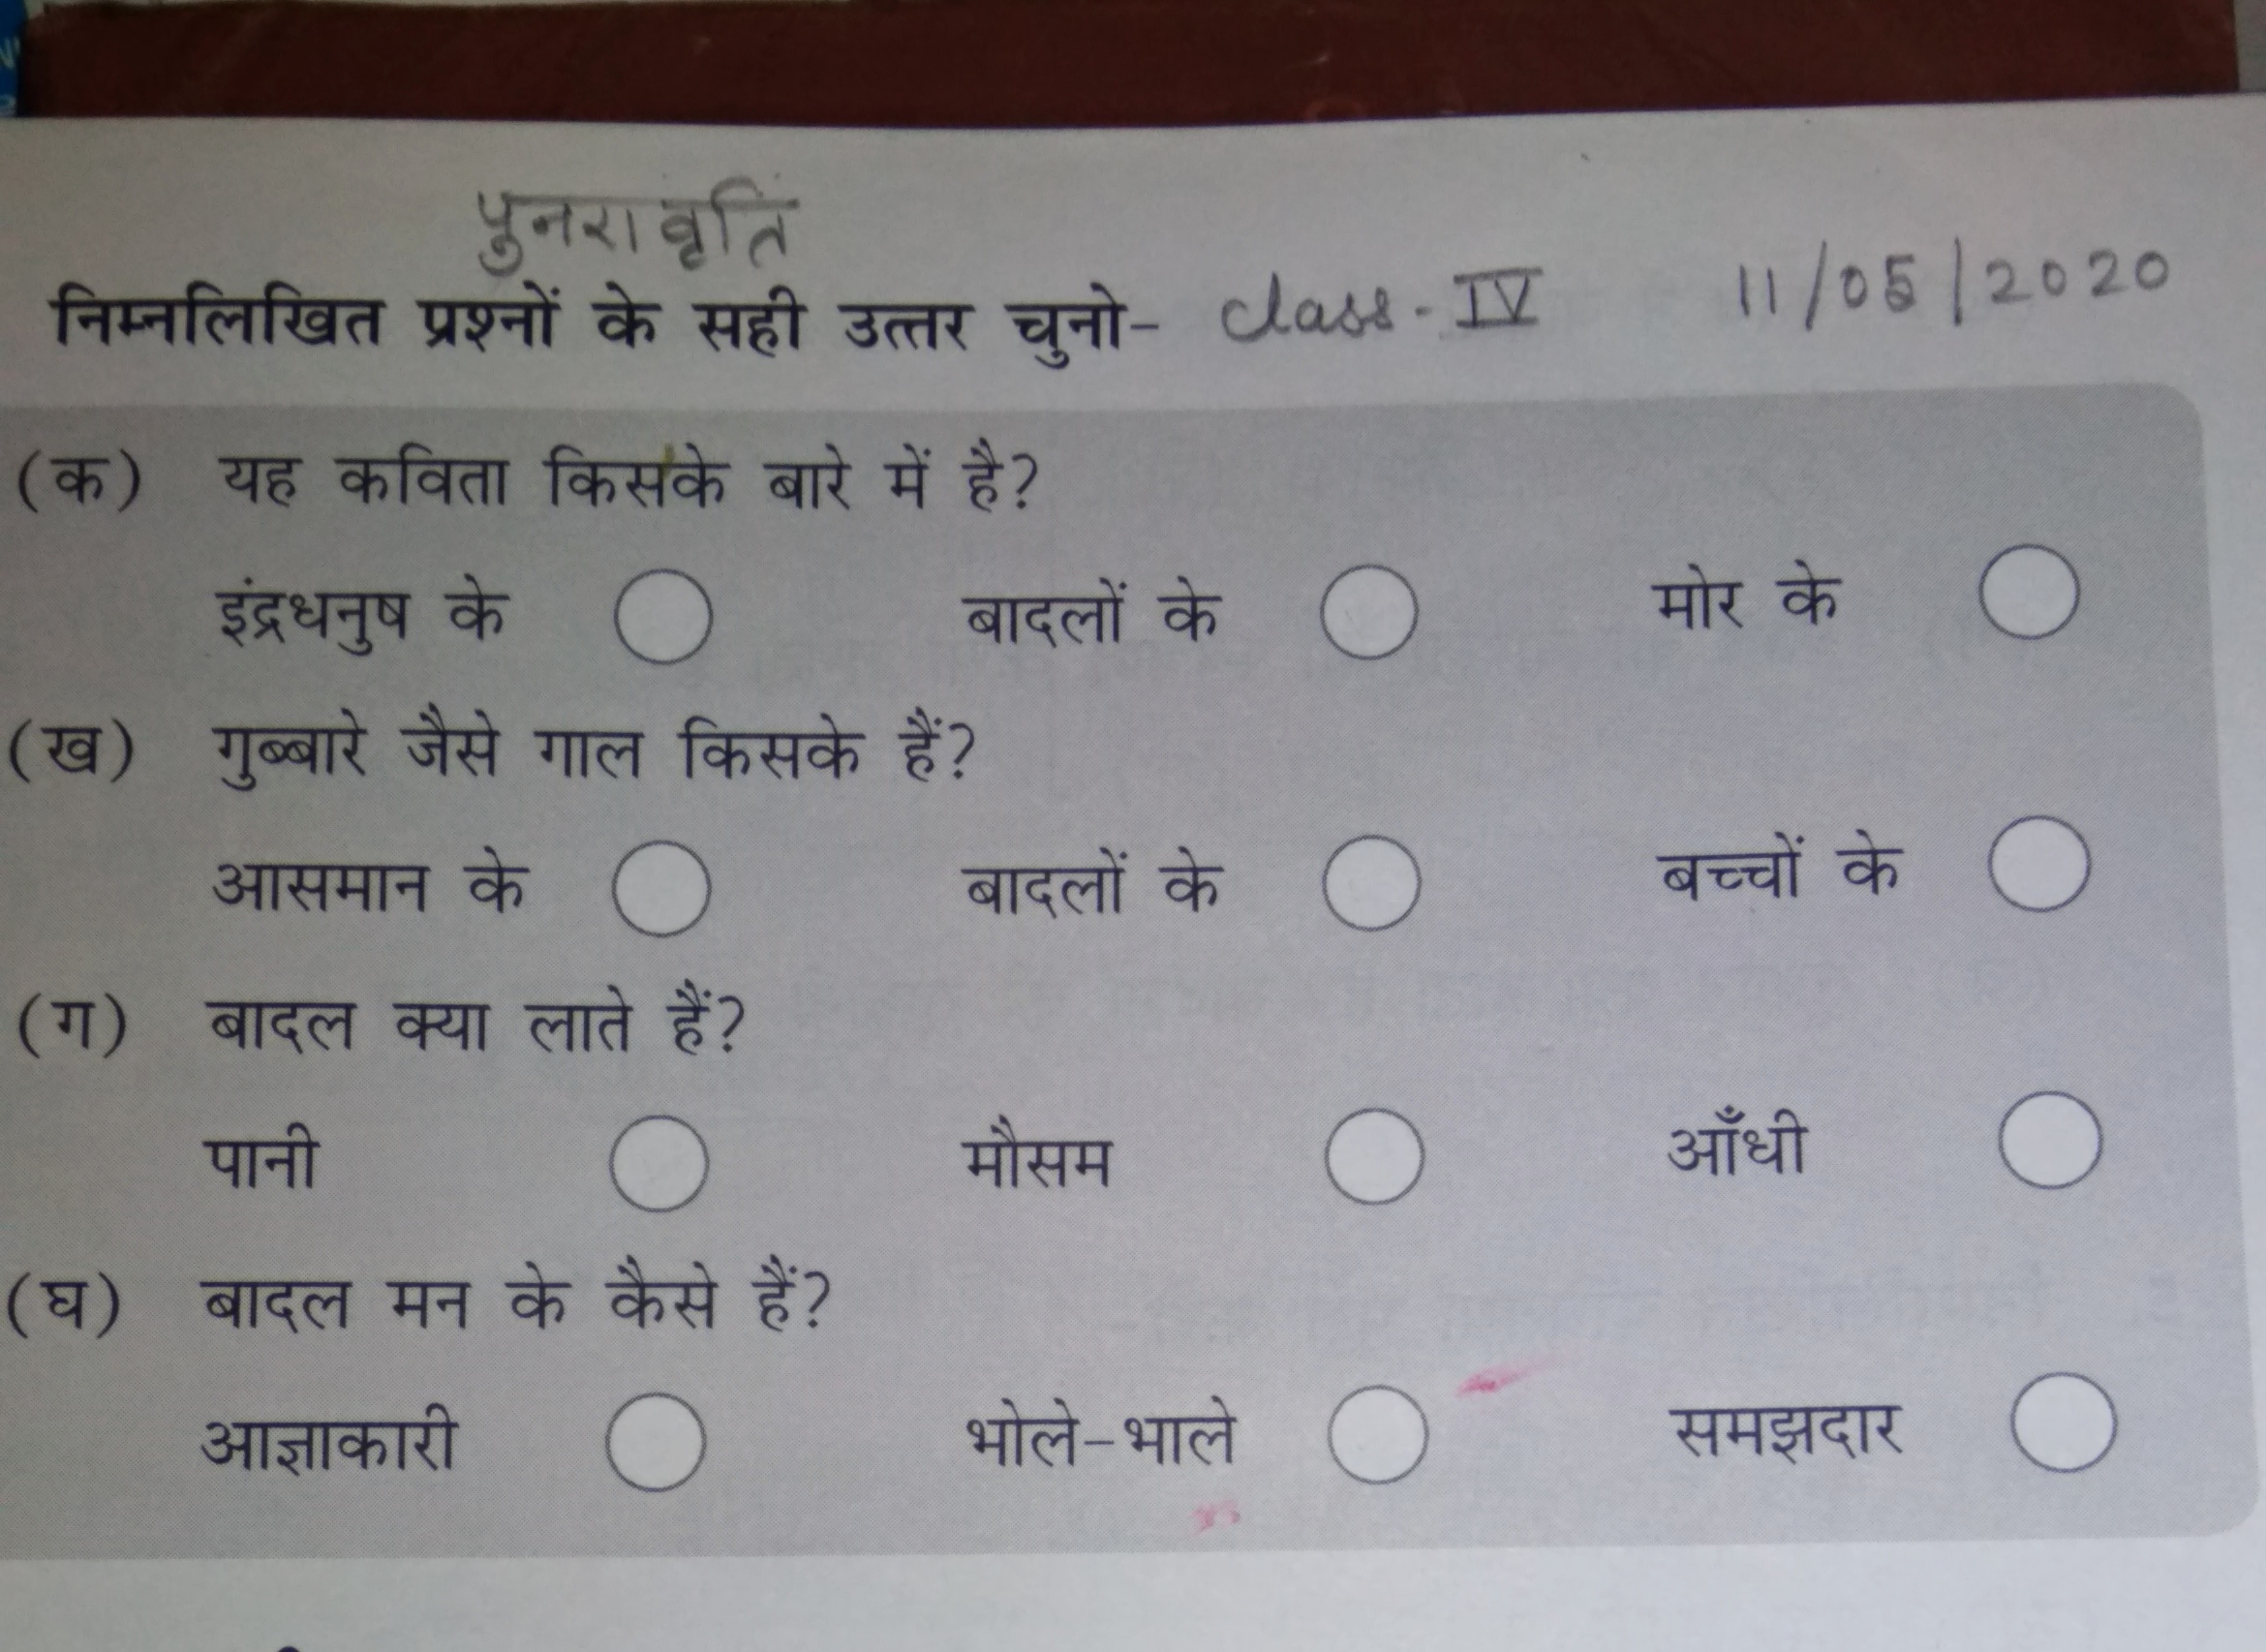 पुनरावृति
निम्नलिखित प्रश्नों के सही उत्तर चुनो- class-IV 11/05/2020
(क) यह कविता किसके बारे में है?
इंद्रधनुष के बादलों के मोर के
(ख) गुब्बारे जैसे गाल किसके हैं?
आसमान के बादलों के बच्चों के
(ग) बादल क्या लाते हैं?
पानी मौसम आँधी
(घ) बादल मन के कैसे हैं?
आज्ञाकारी भोले-भाले समझदार